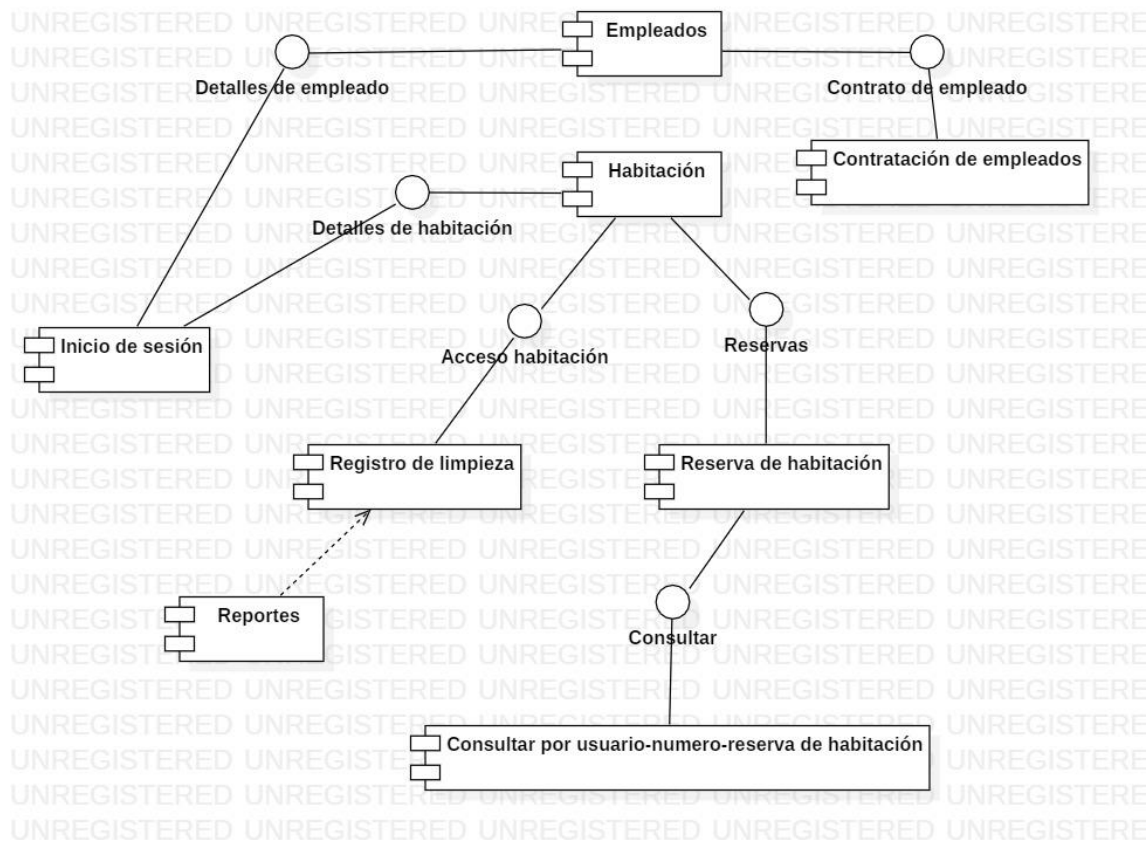 Empleados
Detalles de empleado
Contrato de empleado
Contratación de empleados
Habitación
Detalles de habitación
Inicio de sesión
Acceso habitación
Reservas
Registro de limpieza
Reserva de habitación
Reportes
Consultar
Consultar por usuario-numero-reserva de habitación
UNREGISTERED